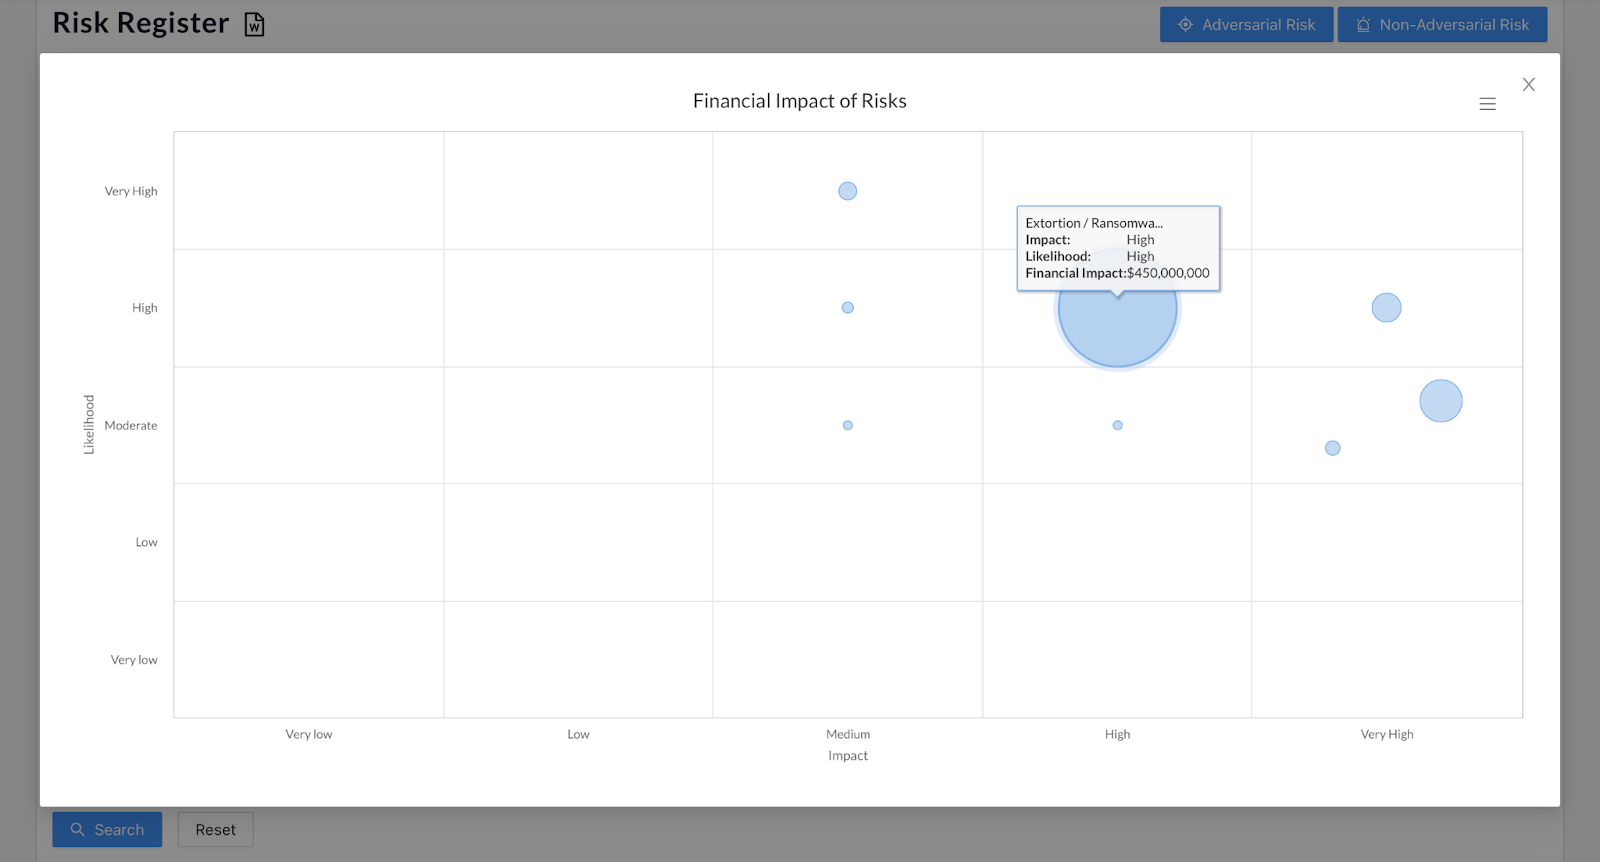 Risk Register
Adversarial Risk
Non-Adversarial Risk
Financial Impact of Risks
Very High
High
Moderate
Low
Very low
Likelihood
Extortion / Ransomwa...
Impact: High
Likelihood: High
Financial Impact:$450,000,000
Very low
Low
Medium
High
Very High
Impact
Search
Reset